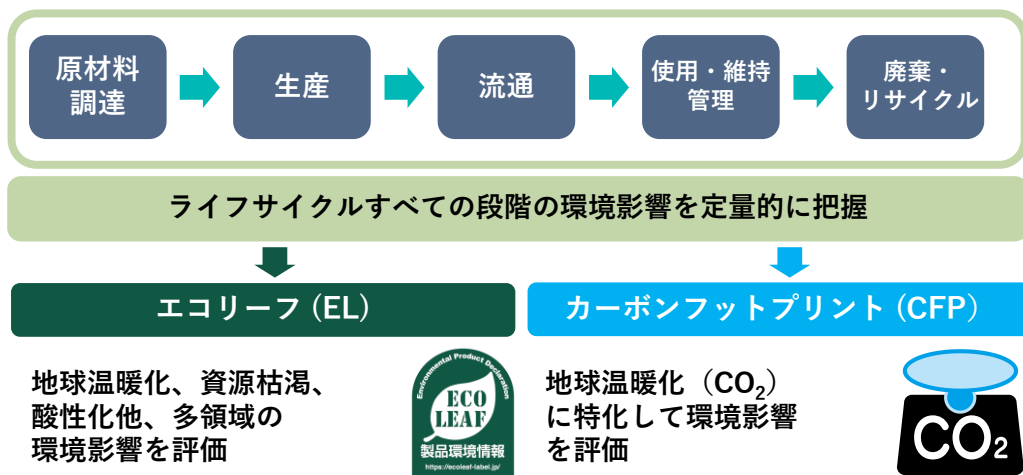 原材料
調達
生産
流通
使用・維持
管理
廃棄・
リサイクル
ライフサイクルすべての段階の環境影響を定量的に把握
エコリーフ (EL)
カーボンフットプリント (CFP)
地球温暖化、資源枯渇、
酸性化他、多領域の
環境影響を評価
Environmental Product Declaration
ECO
LEAF
製品環境情報
https://ecoleaf-label.jp/
地球温暖化（CO₂）
に特化して環境影響
を評価
CO₂